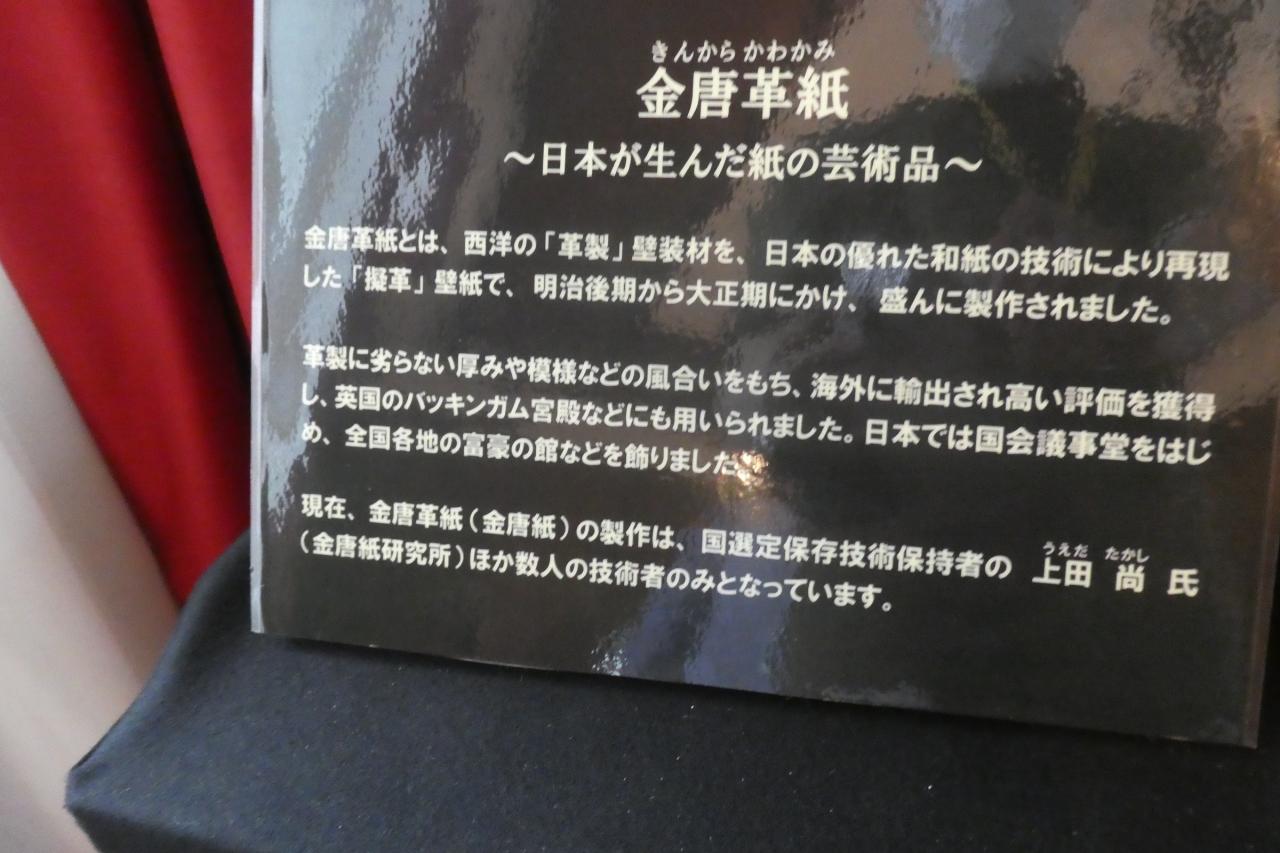 きんからかわかみ
金唐革紙
～日本が生んだ紙の芸術品～
金唐革紙とは、西洋の「革製」壁装材を、日本の優れた和紙の技術により再現
した「擬革」壁紙で、明治後期から大正期にかけ、盛んに製作されました。
革製に劣らない厚みや模様などの風合いをもち、海外に輸出され高い評価を獲得
し、英国のバッキンガム宮殿などにも用いられました。日本では国会議事堂をはじ
め、全国各地の富豪の館などを飾りました。
うえだ たかし
現在、金唐革紙(金唐紙)の製作は、国選定保存技術保持者の 上田 尚 氏
(金唐紙研究所)ほか数人の技術者のみとなっています。